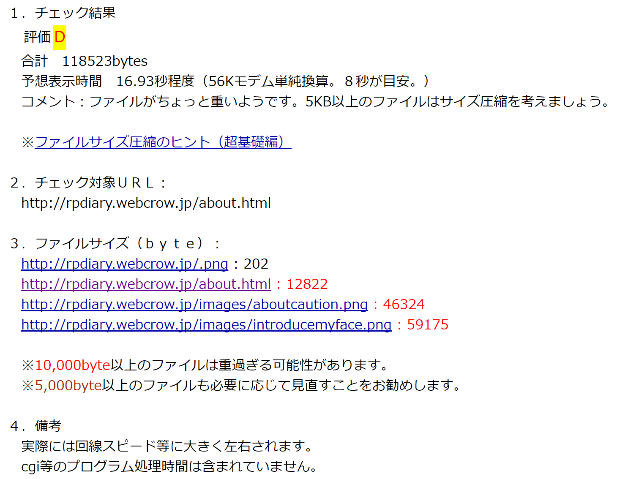 １．チェック結果
評価 D
合計　118523bytes
予想表示時間　16.93秒程度（56Kモデム単純換算。８秒が目安。）
コメント：ファイルがちょっと重いようです。5KB以上のファイルはサイズ圧縮を考えましょう。
※ファイルサイズ圧縮のヒント（超基礎編）
２．チェック対象ＵＲＬ：
http://rpdiary.webcrow.jp/about.html
３．ファイルサイズ（ｂｙｔｅ）：
http://rpdiary.webcrow.jp/.png：202
http://rpdiary.webcrow.jp/about.html：12822
http://rpdiary.webcrow.jp/images/aboutcaution.png：46324
http://rpdiary.webcrow.jp/images/introducemyface.png：59175
※10,000byte以上のファイルは重過ぎる可能性があります。
※5,000byte以上のファイルも必要に応じて見直すことをお勧めします。
４．備考
実際には回線スピード等に大きく左右されます。
cgi等のプログラム処理時間は含まれていません。